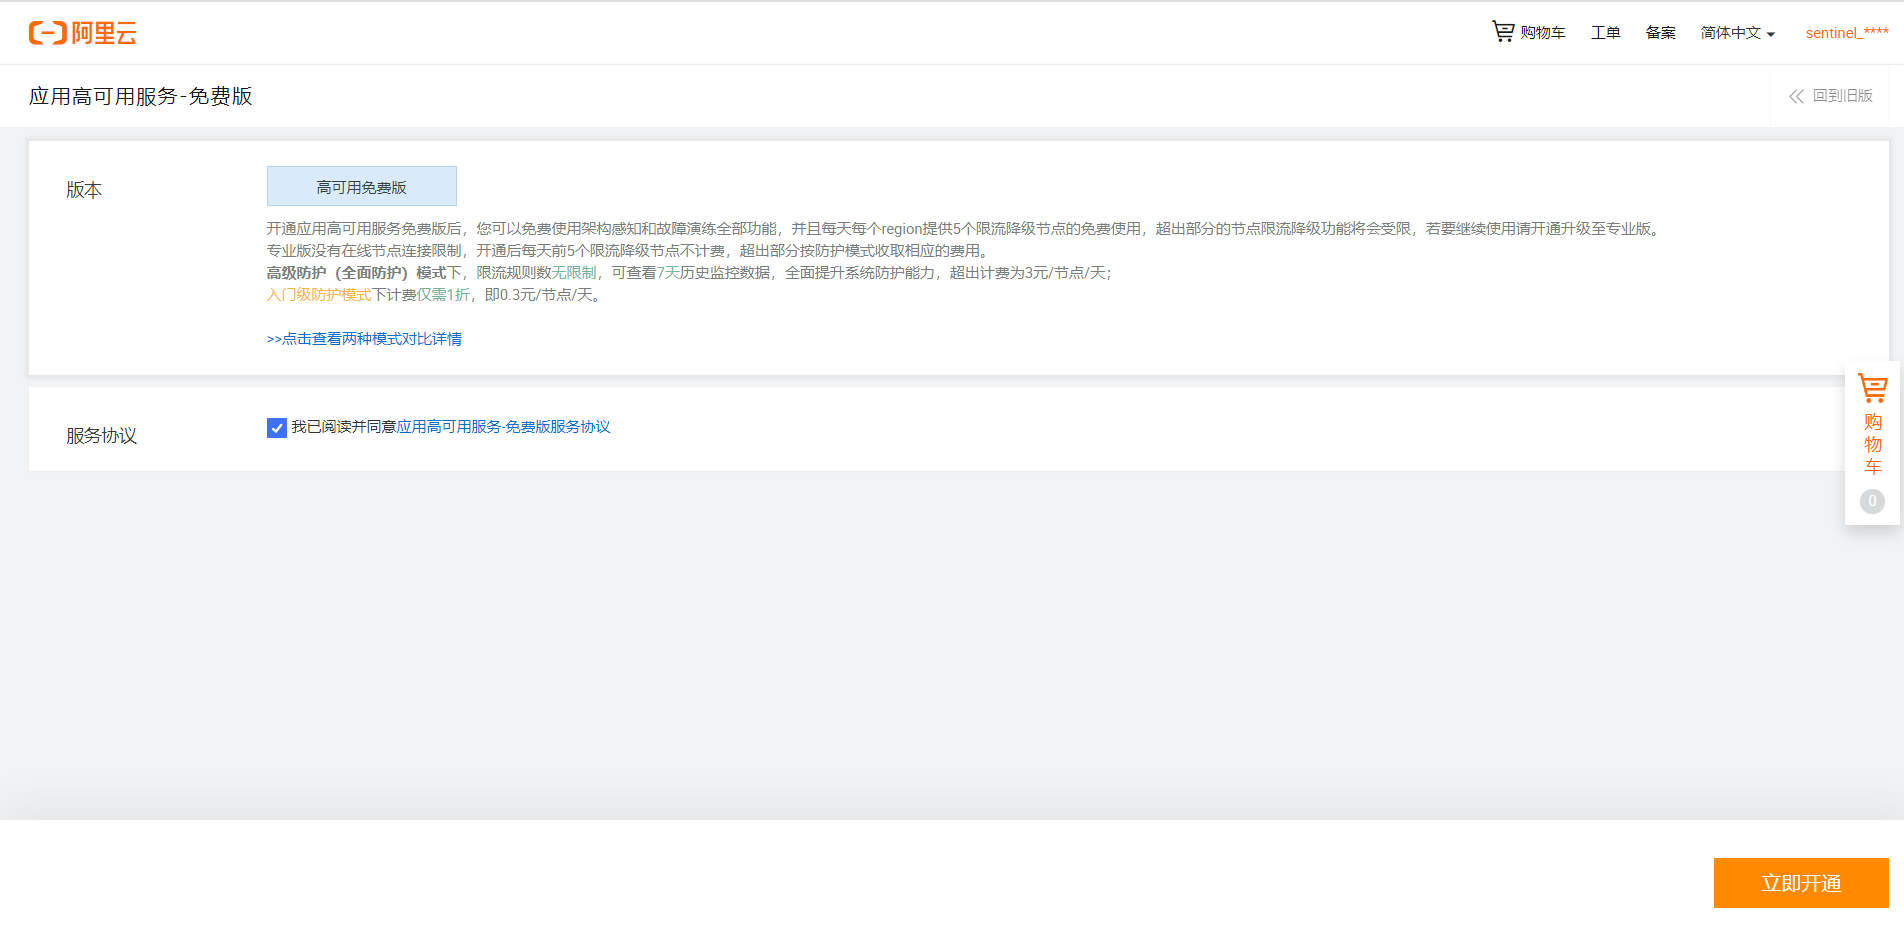 阿里云
购物车 工单 备案 简体中文 sentinel_****
应用高可用服务-免费版
回到旧版
版本
高可用免费版
开通应用高可用服务免费版后，您可以免费使用架构感知和故障演练全部功能，并且每天每个region提供5个限流降级节点的免费使用，超出部分的节点限流降级功能将会受限，若要继续使用请开通升级至专业版。
专业版没有在线节点连接限制，开通后每天前5个限流降级节点不计费，超出部分按防护模式收取相应的费用。
高级防护（全面防护）模式下，限流规则数无限制，可查看7天历史监控数据，全面提升系统防护能力，超出计费为3元/节点/天；
入门级防护模式下计费仅需1折，即0.3元/节点/天。
>>点击查看两种模式对比详情
服务协议
我已阅读并同意应用高可用服务-免费版服务协议
购
物
车
0
立即开通